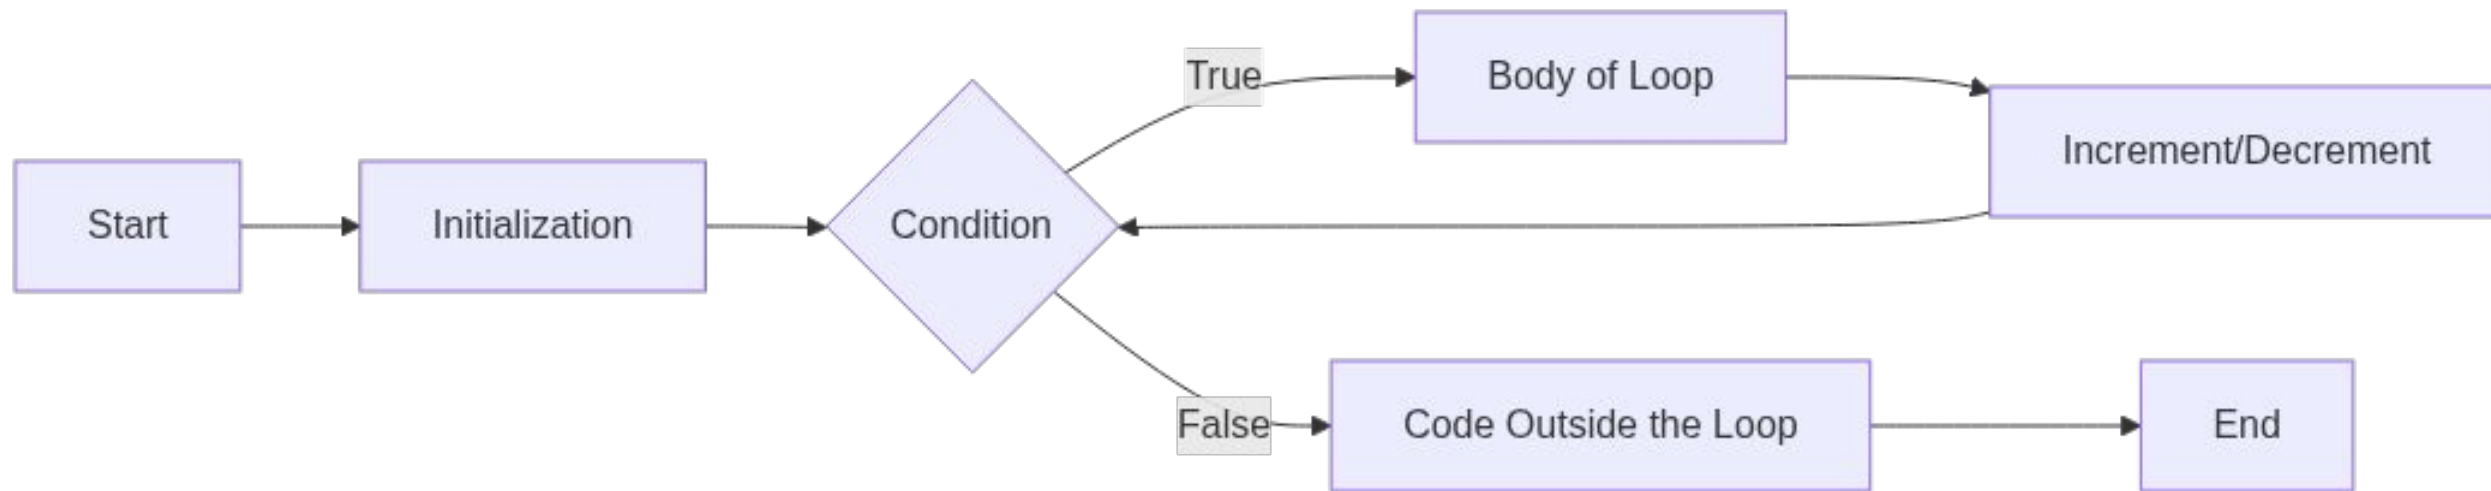 Start
Initialization
Condition
True
Body of Loop
Increment/Decrement
False
Code Outside the Loop
End